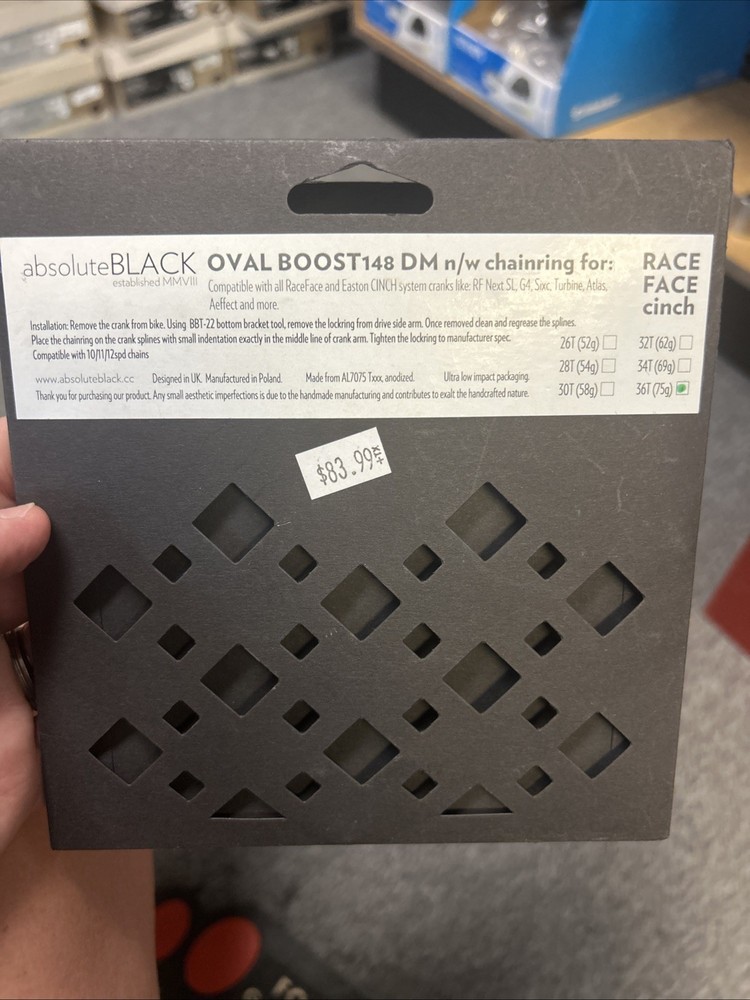 absoluteBLACK
established MMVIII
OVAL BOOST148 DM n/w chainring for:
Compatible with all RaceFace and Easton CINCH system cranks like: RF Next SL, G4, Sixc, Turbine, Atlas,
Aeffect and more.
RACE
FACE
cinch
Installation: Remove the crank from bike. Using BBT-22 bottom bracket tool, remove the lockring from drive side arm. Once removed clean and regrease the splines.
Place the chainring on the crank splines with small indentation exactly in the middle line of crank arm. Tighten the lockring to manufacturer spec.
Compatible with 10/11/12spd chains
26T (52g) 32T (62g)
28T (54g) 34T (69g)
30T (58g) 36T (75g)
www.absoluteblack.cc Designed in UK. Manufactured in Poland. Made from AL7075 Txxx, anodized. Ultra low impact packaging.
Thank you for purchasing our product. Any small aesthetic imperfections is due to the handmade manufacturing and contributes to exalt the handcrafted nature.
$83.99